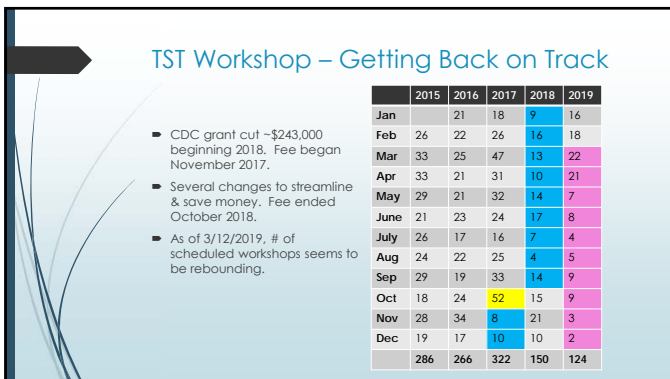 TST Workshop – Getting Back on Track
CDC grant cut ~$243,000
beginning 2018. Fee began
November 2017.
Several changes to streamline
& save money. Fee ended
October 2018.
As of 3/12/2019, # of
scheduled workshops seems to
be rebounding.
2015 2016 2017 2018 2019
Jan 21 18 9 16
Feb 26 22 26 16 18
Mar 33 25 47 13 22
Apr 33 21 31 10 21
May 29 21 32 14 7
June 21 23 24 17 8
July 26 17 16 7 4
Aug 24 22 25 4 5
Sep 29 19 33 14 9
Oct 18 24 52 15 9
Nov 28 34 8 21 3
Dec 19 17 10 10 2
286 266 322 150 124